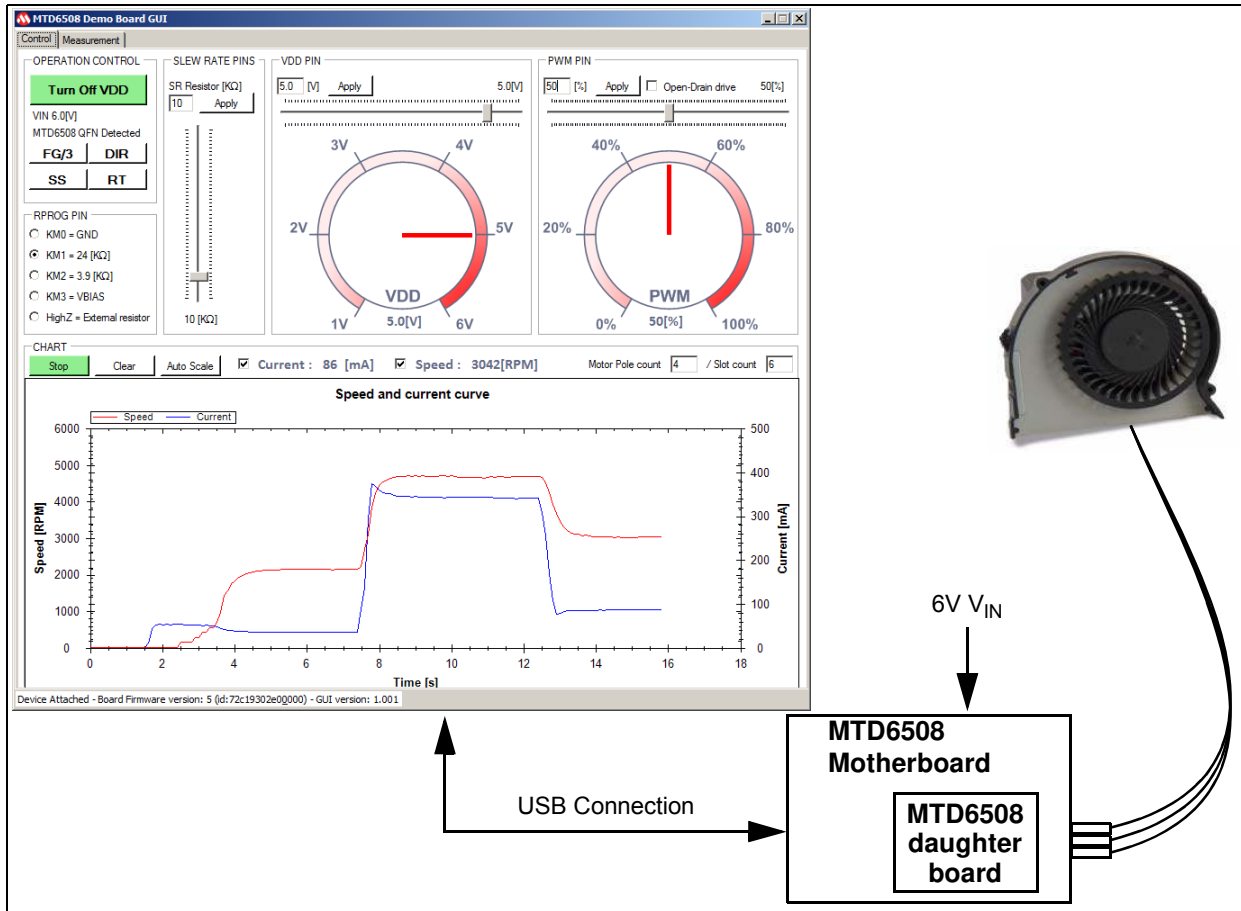 MTD6508 Demo Board GUI
Control Measurement
OPERATION CONTROL
Turn Off VDD
VIN 6.0[V]
MTD6508 QFN Detected
FG/3 DIR
SS RT
RPROG PIN
KM0 = GND
KM1 = 24 [KΩ]
KM2 = 3.9 [KΩ]
KM3 = VBIAS
HighZ = External resistor
SLEW RATE PINS
SR Resistor [KΩ]
10 Apply
10 [KΩ]
VDD PIN
5.0 [V] Apply 5.0[V]
3V 4V
2V 5V
VDD
1V 5.0[V] 6V
PWM PIN
50 [%] Apply Open-Drain drive 50[%]
40% 60%
20% 80%
PWM
0% 50[%] 100%
CHART
Stop Clear Auto Scale Current : 86 [mA] Speed : 3042[RPM] Motor Pole count 4 / Slot count 6
Speed and current curve
Speed Current
Speed [RPM]
6000
5000
4000
3000
2000
1000
0
0 2 4 6 8 10 12 14 16 18
Time [s]
500
400
300
200
100
0
Current [mA]
Device Attached - Board Firmware version: 5 (id:72c19302e00000) - GUI version: 1.001
6V VIN
USB Connection
MTD6508
Motherboard
MTD6508
daughter
board